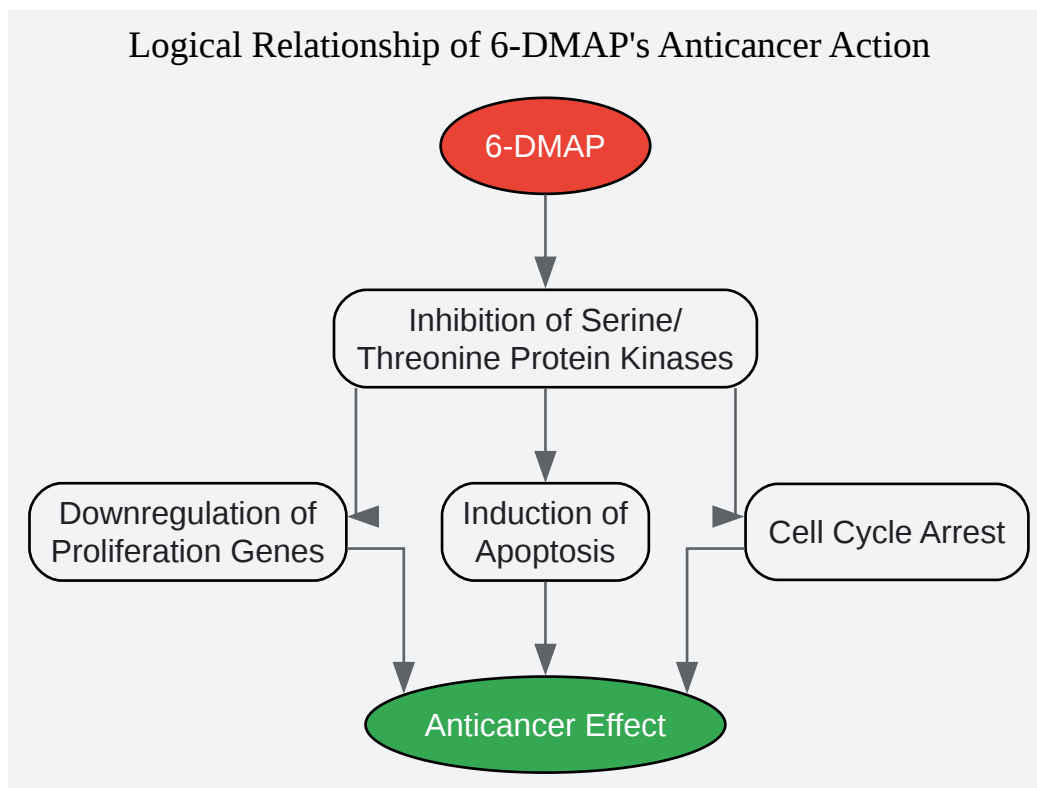 Logical Relationship of 6-DMAP's Anticancer Action
6-DMAP
Inhibition of Serine/
Threonine Protein Kinases
Downregulation of
Proliferation Genes
Induction of
Apoptosis
Cell Cycle Arrest
Anticancer Effect